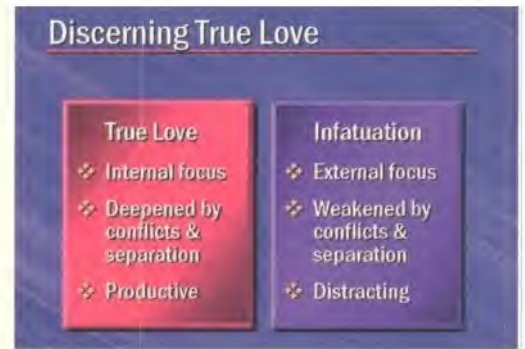 Discerning True Love
True Love
❖ Internal focus
❖ Deepened by
conflicts &
separation
❖ Productive
Infatuation
❖ External focus
❖ Weakened by
conflicts &
separation
❖ Distracting